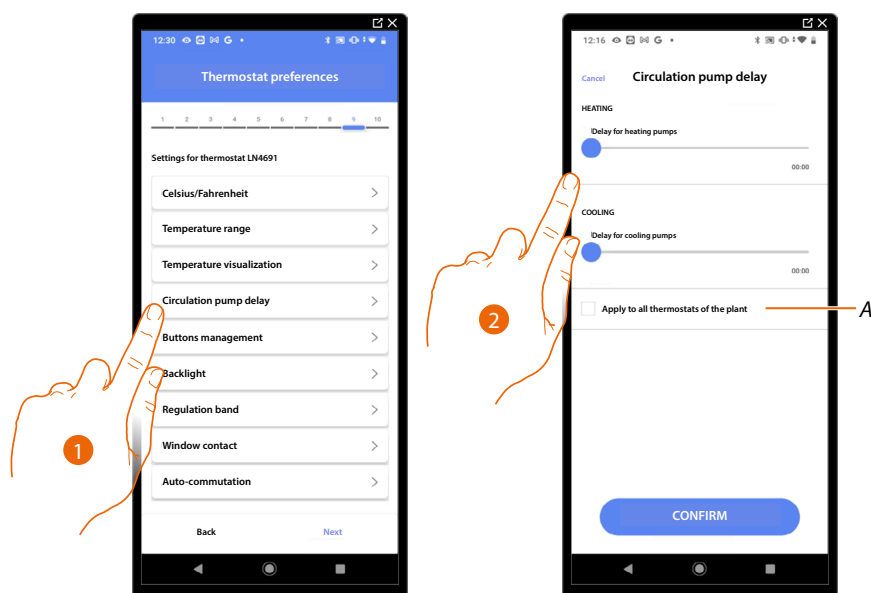 12:30 G
Thermostat preferences
1 2 3 4 5 6 7 8 9 10
Settings for thermostat LN4691
Celsius/Fahrenheit
Temperature range
Temperature visualization
Circulation pump delay
Buttons management
Backlight
Regulation band
Window contact
Auto-commutation
Back Next
1
12:16 G
Cancel Circulation pump delay
HEATING
Delay for heating pumps
00:00
COOLING
Delay for cooling pumps
00:00
Apply to all thermostats of the plant
A
CONFIRM
2